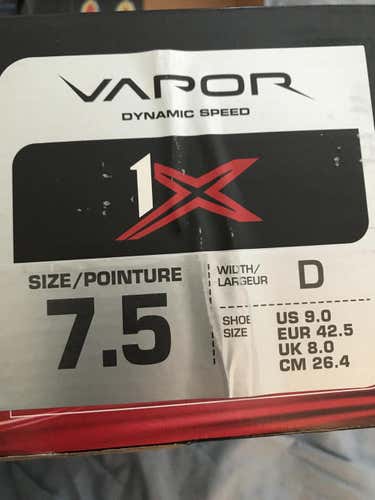 VAPOR
DYNAMIC SPEED
1X
SIZE/POINTURE
7.5
WIDTH/
LARGEUR
D
SHOE
SIZE
US 9.0
EUR 42.5
UK 8.0
CM 26.4